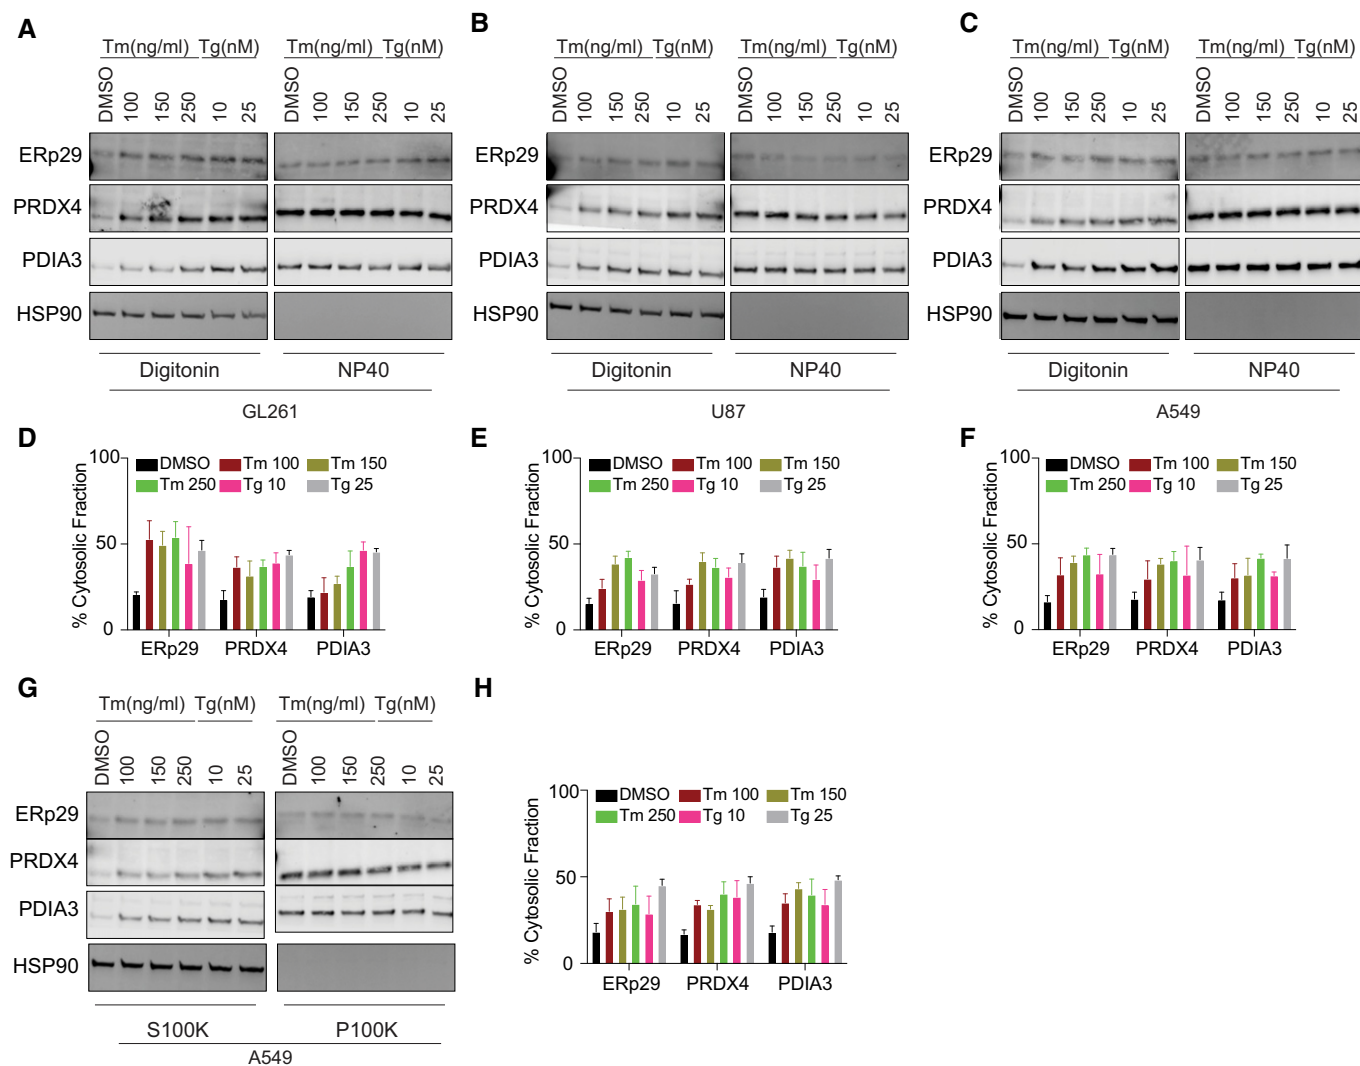 A
Tm(ng/ml) Tg(nM) Tm(ng/ml) Tg(nM)
DMSO 100 150 250 10 25 DMSO 100 150 250 10 25
ERp29
PRDX4
PDIA3
HSP90
Digitonin NP40
GL261
B
Tm(ng/ml) Tg(nM) Tm(ng/ml) Tg(nM)
DMSO 100 150 250 10 25 DMSO 100 150 250 10 25
ERp29
PRDX4
PDIA3
HSP90
Digitonin NP40
U87
C
Tm(ng/ml) Tg(nM) Tm(ng/ml) Tg(nM)
DMSO 100 150 250 10 25 DMSO 100 150 250 10 25
ERp29
PRDX4
PDIA3
HSP90
Digitonin NP40
A549
D
% Cytosolic Fraction
100
50
0
DMSO Tm 100 Tm 150
Tm 250 Tg 10 Tg 25
ERp29 PRDX4 PDIA3
E
% Cytosolic Fraction
100
50
0
DMSO Tm 100 Tm 150
Tm 250 Tg 10 Tg 25
ERp29 PRDX4 PDIA3
F
% Cytosolic Fraction
100
50
0
DMSO Tm 100 Tm 150
Tm 250 Tg 10 Tg 25
ERp29 PRDX4 PDIA3
G
Tm(ng/ml) Tg(nM) Tm(ng/ml) Tg(nM)
DMSO 100 150 250 10 25 DMSO 100 150 250 10 25
ERp29
PRDX4
PDIA3
HSP90
S100K P100K
A549
H
% Cytosolic Fraction
100
50
0
DMSO Tm 100 Tm 150
Tm 250 Tg 10 Tg 25
ERp29 PRDX4 PDIA3